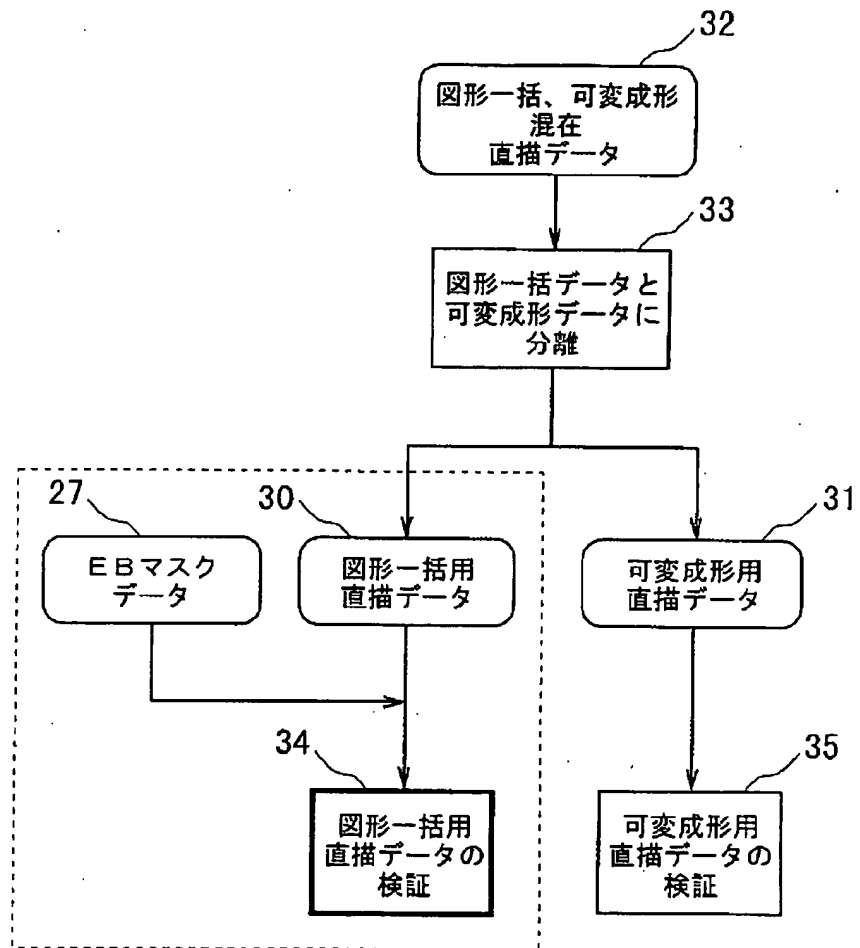 32
図形一括、可変成形
混在
直描データ
33
図形一括データと
可変成形データに
分離
27
30
31
EBマスク
データ
図形一括用
直描データ
可変成形用
直描データ
34
35
図形一括用
直描データの
検証
可変成形用
直描データの
検証